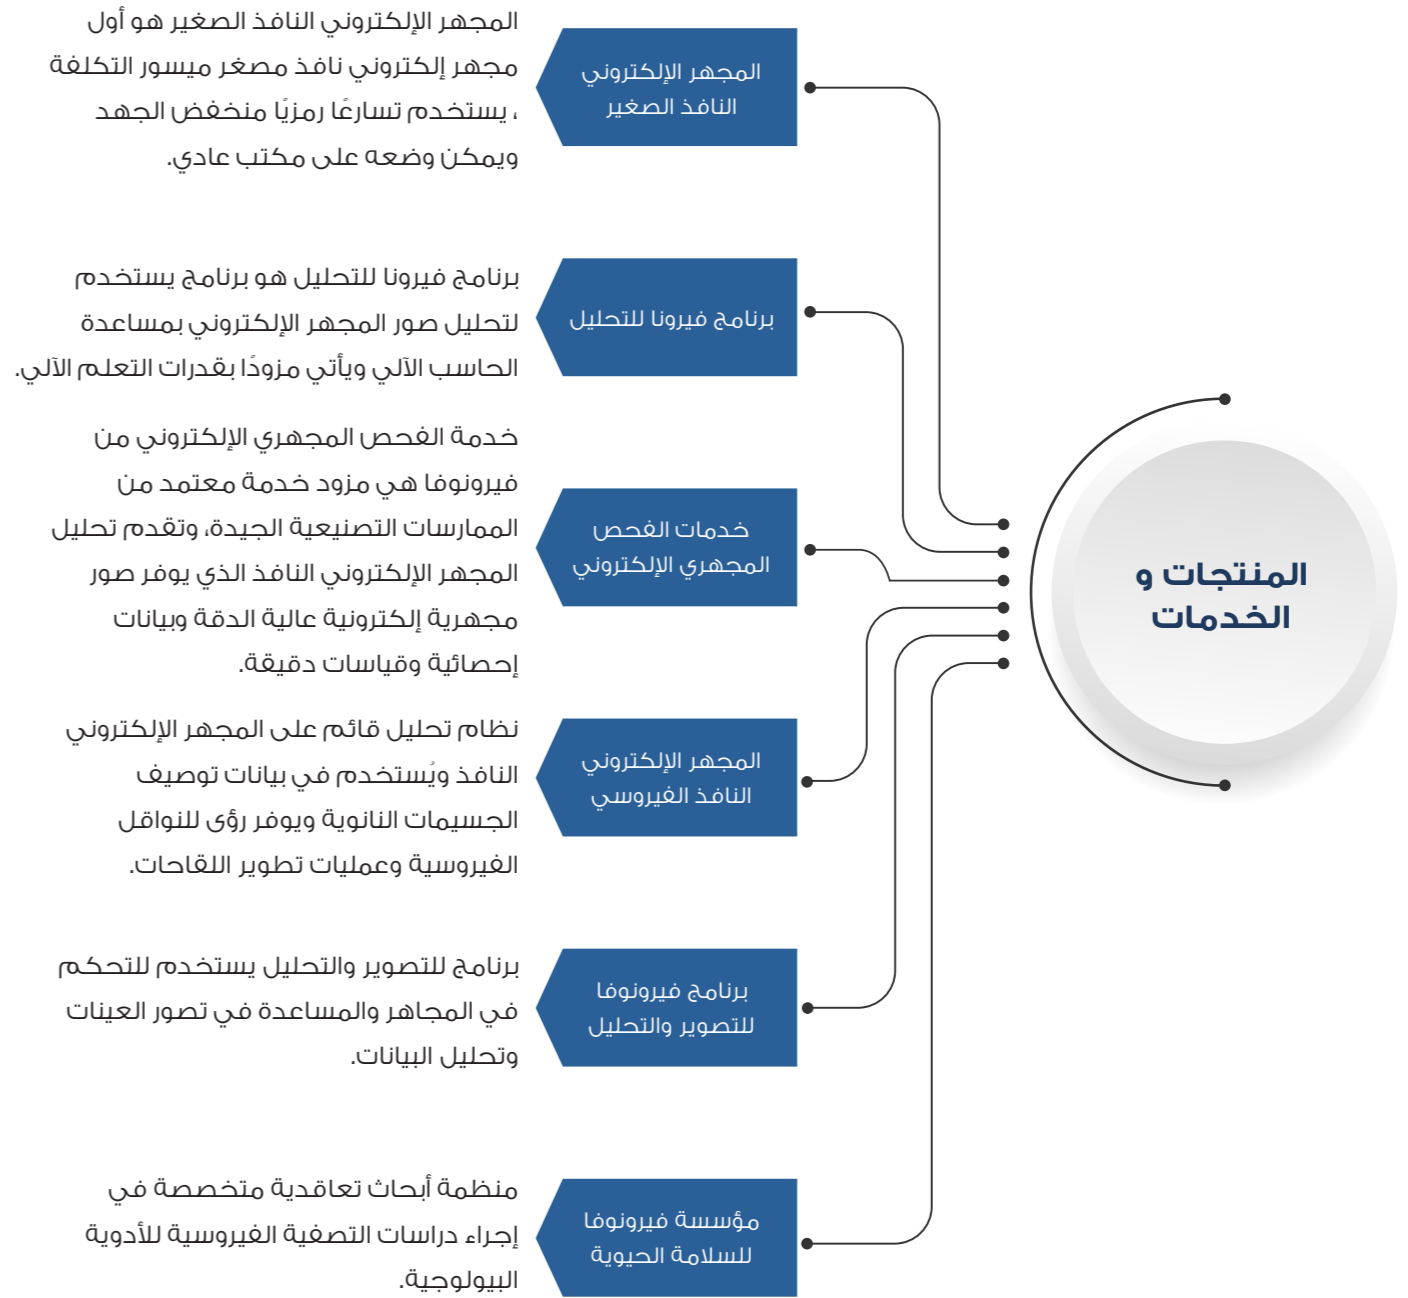 المنتجات و
الخدمات
المجهر الإلكتروني
النافذ الصغير
المجهر الإلكتروني النافذ الصغير هو أول
مجهر إلكتروني نافذ مصغر ميسور التكلفة
، يستخدم تسارعًا رمزيًا منخفض الجهد
ويمكن وضعه على مكتب عادي.
برنامج فيرونا للتحليل
برنامج فيرونا للتحليل هو برنامج يستخدم
لتحليل صور المجهر الإلكتروني بمساعدة
الحاسب الآلي ويأتي مزودًا بقدرات التعلم الآلي.
خدمات الفحص
المجهري الإلكتروني
خدمة الفحص المجهري الإلكتروني من
فيرونوفا هي مزود خدمة معتمد من
الممارسات التصنيعية الجيدة، وتقدم تحليل
المجهر الإلكتروني النافذ الذي يوفر صور
مجهرية إلكترونية عالية الدقة وبيانات
إحصائية وقياسات دقيقة.
المجهر الإلكتروني
النافذ الفيروسي
نظام تحليل قائم على المجهر الإلكتروني
النافذ ويُستخدم في بيانات توصيف
الجسيمات النانوية ويوفر رؤى للنواقل
الفيروسية وعمليات تطوير اللقاحات.
برنامج فيرونوفا
للتصوير والتحليل
برنامج للتصوير والتحليل يستخدم للتحكم
في المجاهر والمساعدة في تصور العينات
وتحليل البيانات.
مؤسسة فيرونوفا
للسلامة الحيوية
منظمة أبحاث تعاقدية متخصصة في
إجراء دراسات التصفية الفيروسية للأدوية
البيولوجية.